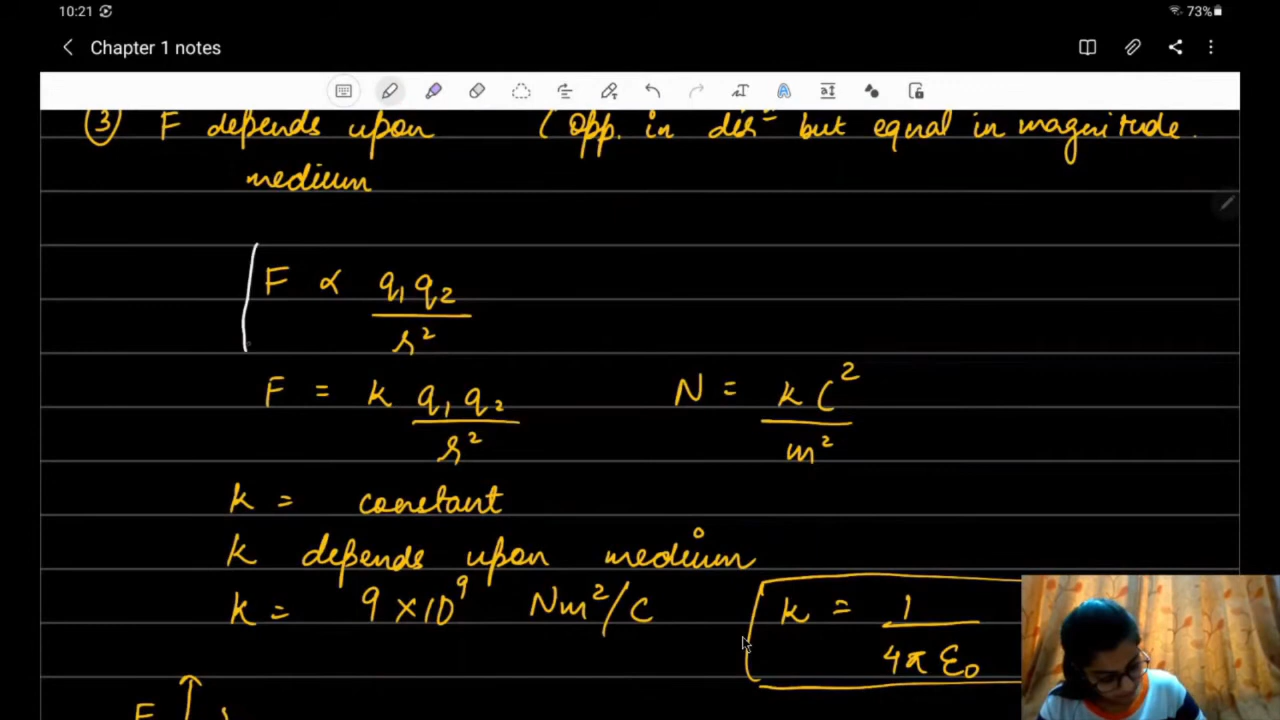 10:21
73%
Chapter 1 notes
③ F depends upon medium
( opp. in dirⁿ but equal in magnitude.
F ∝ q₁q₂ / r²
F = k q₁q₂ / r²
N = k C² / m²
k = constant
k depends upon medium
k = 9 × 10⁹ Nm²/C
k = 1 / 4π ε₀
F